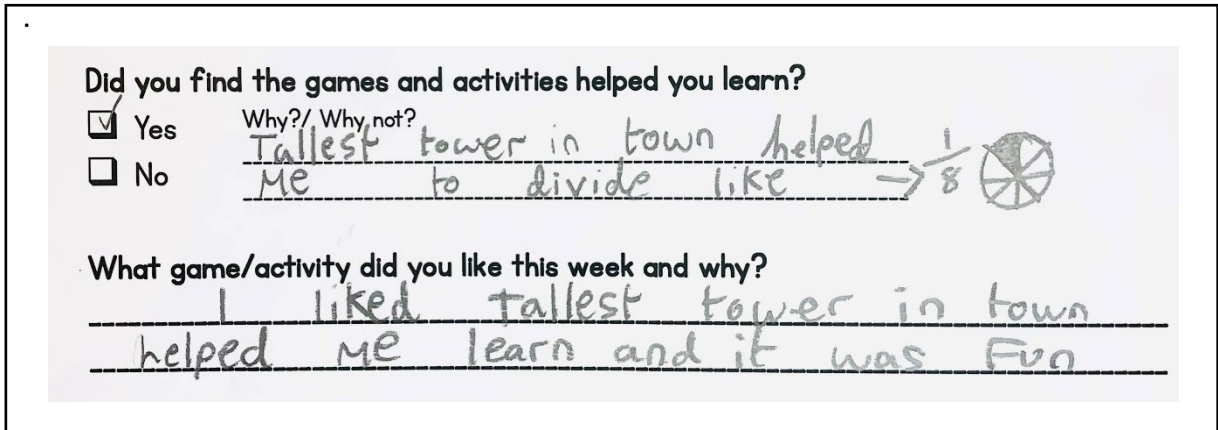 Did you find the games and activities helped you learn?
Yes Why?/ Why not?
Tallest tower in town helped
No me to divide like → 1/8
What game/activity did you like this week and why?
I liked Tallest tower in town
helped me learn and it was Fun